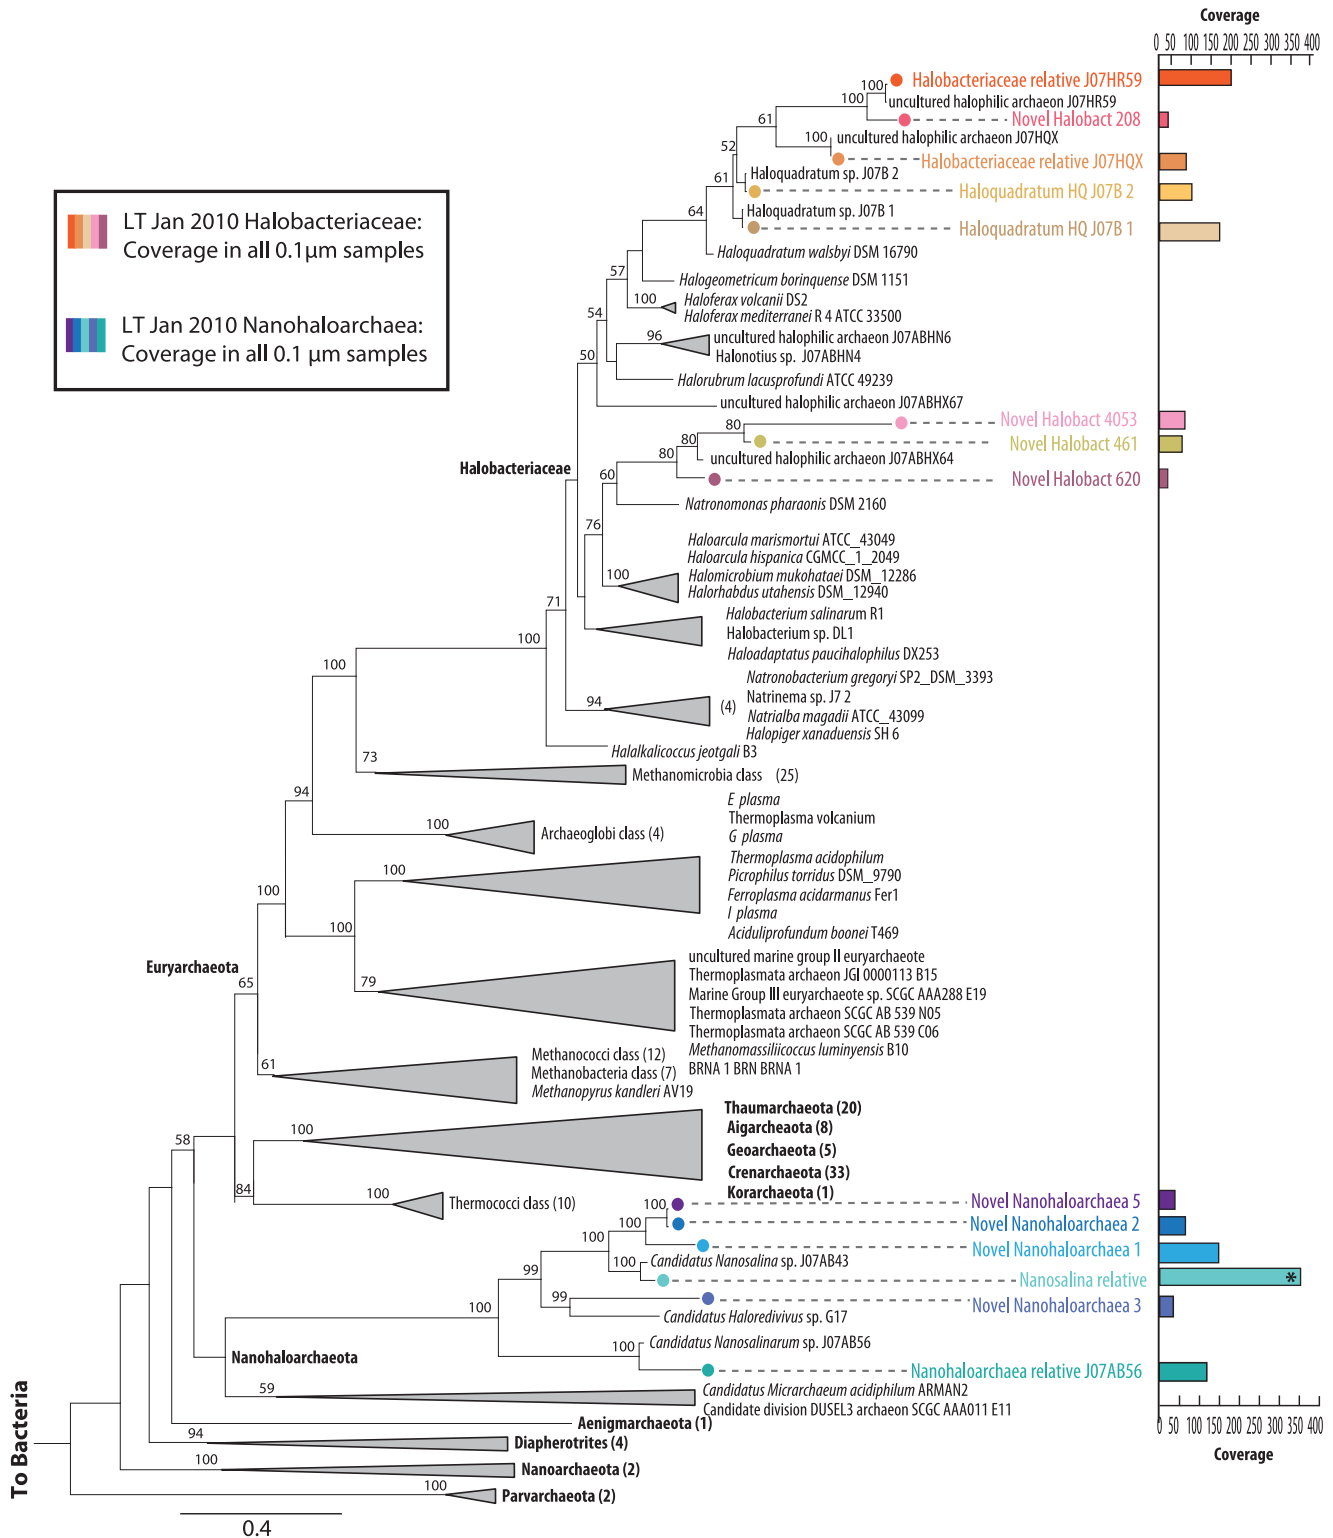 Coverage
0 50 100 150 200 250 300 350 400
LT Jan 2010 Halobacteriaceae:
Coverage in all 0.1µm samples
LT Jan 2010 Nanohaloarchaea:
Coverage in all 0.1 µm samples
100 Halobacteriaceae relative J07HR59
100 uncultured halophilic archaeon J07HR59
Novel Halobact 208
61
100 uncultured halophilic archaeon J07HQX
52 Halobacteriaceae relative J07HQX
61 Haloquadratum sp. J07B 2
Haloquadratum HQ J07B 2
Haloquadratum sp. J07B 1
64 Haloquadratum HQ J07B 1
Haloquadratum walsbyi DSM 16790
57 Halogeometricum borinquense DSM 1151
100 Haloferax volcanii DS2
Haloferax mediterranei R 4 ATCC 33500
54
96 uncultured halophilic archaeon J07ABHN6
Halonotius sp. J07ABHN4
50
Halorubrum lacusprofundi ATCC 49239
uncultured halophilic archaeon J07ABHX67
80 Novel Halobact 4053
80 Novel Halobact 461
80 uncultured halophilic archaeon J07ABHX64
Halobacteriaceae
60 Novel Halobact 620
Natronomonas pharaonis DSM 2160
76
Haloarcula marismortui ATCC_43049
Haloarcula hispanica CGMCC_1_2049
100 Halomicrobium mukohataei DSM_12286
Halorhabdus utahensis DSM_12940
71
Halobacterium salinarum R1
Halobacterium sp. DL1
100
Haloadaptatus paucihalophilus DX253
100
Natronobacterium gregoryi SP2_DSM_3393
Natrinema sp. J7 2
94 (4)
Natrialba magadii ATCC_43099
Halopiger xanaduensis SH 6
Halalkalicoccus jeotgali B3
73 Methanomicrobia class (25)
94
E plasma
Thermoplasma volcanium
100 Archaeoglobi class (4)
G plasma
Thermoplasma acidophilum
100 Picrophilus torridus DSM_9790
100 Ferroplasma acidarmanus Fer1
I plasma
100 Aciduliprofundum boonei T469
uncultured marine group II euryarchaeote
Euryarchaeota
Thermoplasmata archaeon JGI 0000113 B15
65 79 Marine Group III euryarchaeote sp. SCGC AAA288 E19
Thermoplasmata archaeon SCGC AB 539 N05
Thermoplasmata archaeon SCGC AB 539 C06
Methanomassiliicoccus luminyensis B10
BRNA 1 BRN BRNA 1
Methanococci class (12)
61 Methanobacteria class (7)
Methanopyrus kandleri AV19
Thaumarchaeota (20)
Aigarcheaota (8)
100 Geoarchaeota (5)
58 Crenarchaeota (33)
Korarchaeota (1)
84
100 Thermococci class (10)
100 Novel Nanohaloarchaea 5
100 Novel Nanohaloarchaea 2
100 Novel Nanohaloarchaea 1
100 Candidatus Nanosalina sp. J07AB43
99 Nanosalina relative
*
99 Novel Nanohaloarchaea 3
100 Candidatus Haloredivivus sp. G17
100 Candidatus Nanosalinarum sp. J07AB56
Nanohaloarchaeota
Nanohaloarchaea relative J07AB56
59 Candidatus Micrarchaeum acidiphilum ARMAN2
Candidate division DUSEL3 archaeon SCGC AAA011 E11
Aenigmarchaeota (1)
94 Diapherotrites (4)
100 Nanoarchaeota (2)
100 Parvarchaeota (2)
To Bacteria
0.4
0 50 100 150 200 250 300 350 400
Coverage